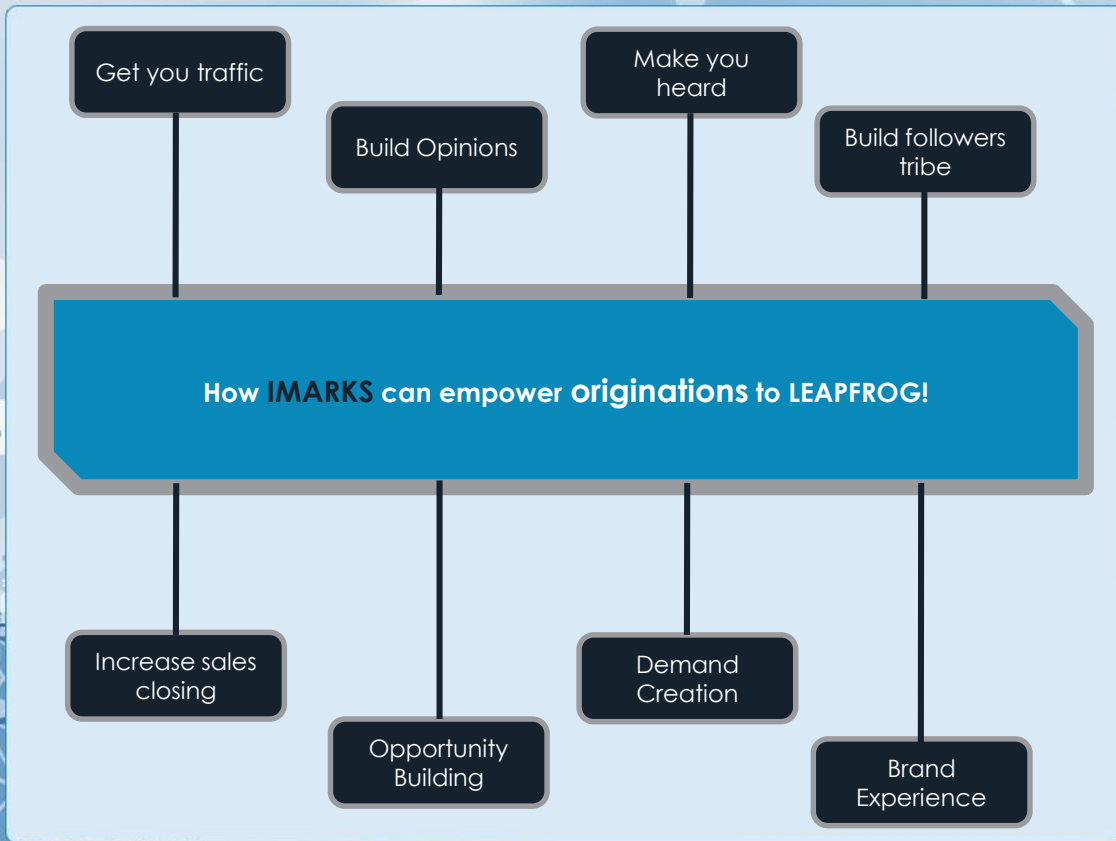 Get you traffic
Make you
heard
Build Opinions
Build followers
tribe
How IMARKS can empower originations to LEAPFROG!
Increase sales
closing
Demand
Creation
Opportunity
Building
Brand
Experience